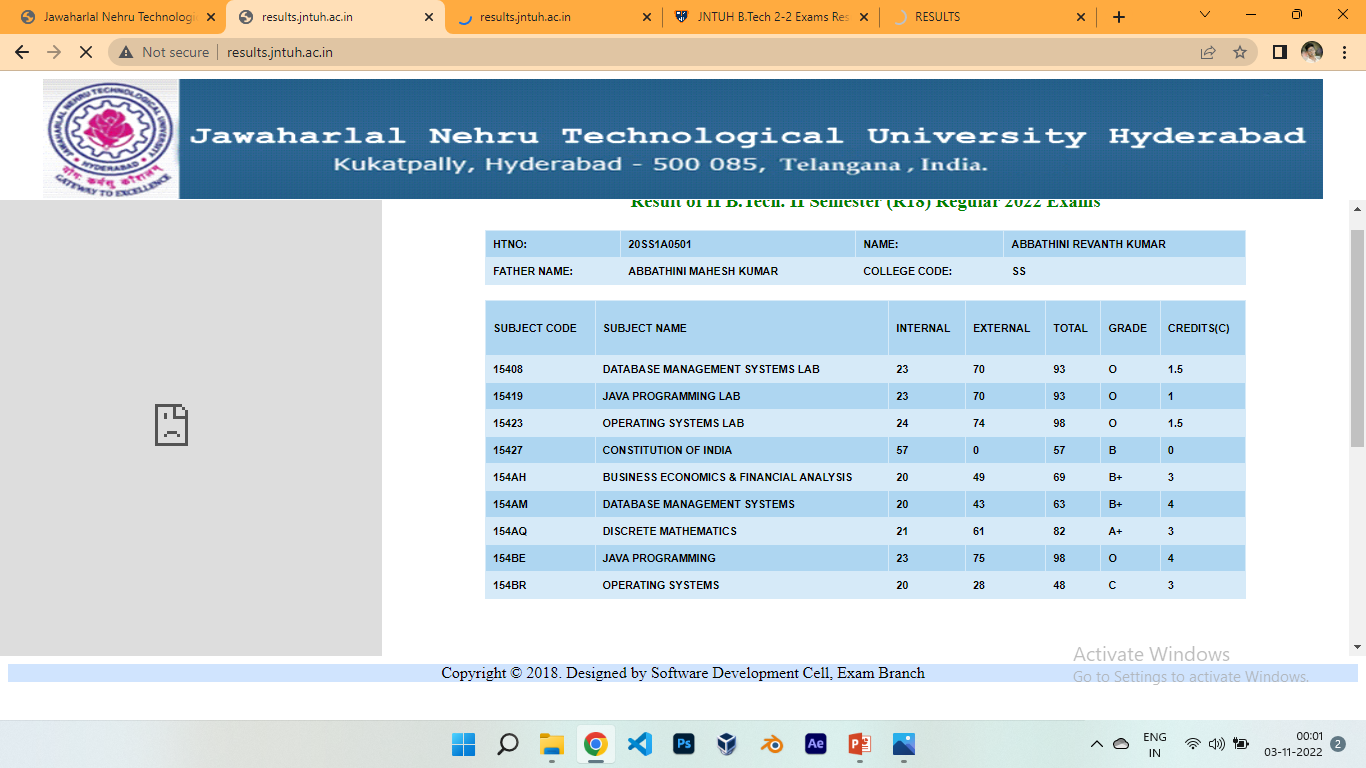 Jawaharlal Nehru Technologi
results.jntuh.ac.in
results.jntuh.ac.in
JNTUH B.Tech 2-2 Exams Res
RESULTS
Not secure results.jntuh.ac.in
Jawaharlal Nehru Technological University Hyderabad
Kukatpally, Hyderabad - 500 085, Telangana , India.
JAWAHARLAL NEHRU TECHNOLOGICAL UNIVERSITY
HYDERABAD
योगः कर्मसु कौशलम्
GATEWAY TO EXCELLENCE
Result of II B.Tech. II Semester (R18) Regular 2022 Exams
HTNO: 20SS1A0501 NAME: ABBATHINI REVANTH KUMAR
FATHER NAME: ABBATHINI MAHESH KUMAR COLLEGE CODE: SS
SUBJECT CODE SUBJECT NAME INTERNAL EXTERNAL TOTAL GRADE CREDITS(C)
15408 DATABASE MANAGEMENT SYSTEMS LAB 23 70 93 O 1.5
15419 JAVA PROGRAMMING LAB 23 70 93 O 1
15423 OPERATING SYSTEMS LAB 24 74 98 O 1.5
15427 CONSTITUTION OF INDIA 57 0 57 B 0
154AH BUSINESS ECONOMICS & FINANCIAL ANALYSIS 20 49 69 B+ 3
154AM DATABASE MANAGEMENT SYSTEMS 20 43 63 B+ 4
154AQ DISCRETE MATHEMATICS 21 61 82 A+ 3
154BE JAVA PROGRAMMING 23 75 98 O 4
154BR OPERATING SYSTEMS 20 28 48 C 3
Activate Windows
Go to Settings to activate Windows.
Copyright © 2018. Designed by Software Development Cell, Exam Branch
Ps
Ae
ENG
IN
00:01
03-11-2022
2